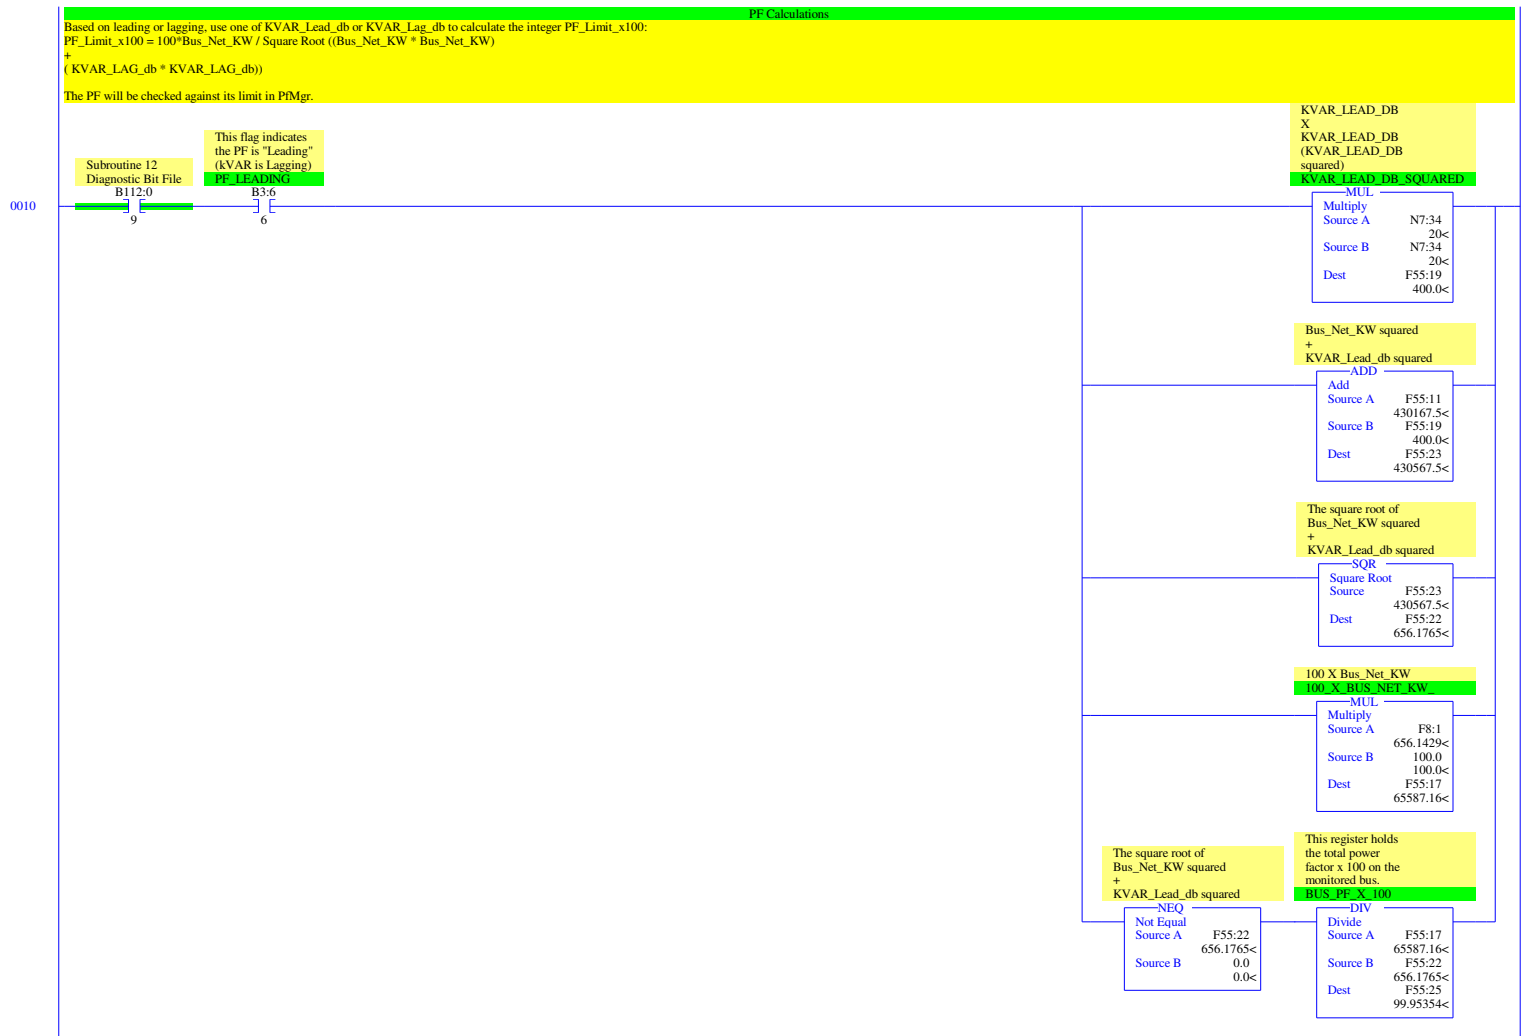 PF Calculations
Based on leading or lagging, use one of KVAR_Lead_db or KVAR_Lag_db to calculate the integer PF_Limit_x100:
PF_Limit_x100 = 100*Bus_Net_KW / Square Root ((Bus_Net_KW * Bus_Net_KW)
+
( KVAR_LAG_db * KVAR_LAG_db))
The PF will be checked against its limit in PfMgr.
Subroutine 12
Diagnostic Bit File
B112:0
9
This flag indicates
the PF is "Leading"
(kVAR is Lagging)
PF_LEADING
B3:6
6
0010
KVAR_LEAD_DB
X
KVAR_LEAD_DB
(KVAR_LEAD_DB
squared)
KVAR_LEAD_DB_SQUARED
MUL
Multiply
Source A N7:34
20<
Source B N7:34
20<
Dest F55:19
400.0<
Bus_Net_KW squared
+
KVAR_Lead_db squared
ADD
Add
Source A F55:11
430167.5<
Source B F55:19
400.0<
Dest F55:23
430567.5<
The square root of
Bus_Net_KW squared
+
KVAR_Lead_db squared
SQR
Square Root
Source F55:23
430567.5<
Dest F55:22
656.1765<
100 X Bus_Net_KW
100_X_BUS_NET_KW_
MUL
Multiply
Source A F8:1
656.1429<
Source B 100.0
100.0<
Dest F55:17
65587.16<
The square root of
Bus_Net_KW squared
+
KVAR_Lead_db squared
NEQ
Not Equal
Source A F55:22
656.1765<
Source B 0.0
0.0<
This register holds
the total power
factor x 100 on the
monitored bus.
BUS_PF_X_100
DIV
Divide
Source A F55:17
65587.16<
Source B F55:22
656.1765<
Dest F55:25
99.95354<